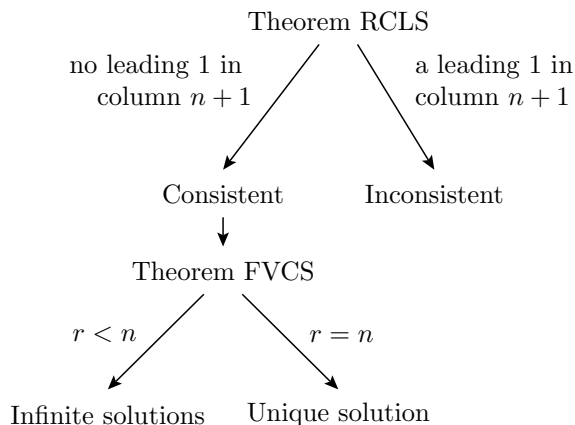 Theorem RCLS
no leading 1 in
column n + 1
a leading 1 in
column n + 1
Consistent
Inconsistent
Theorem FVCS
r < n
r = n
Infinite solutions
Unique solution